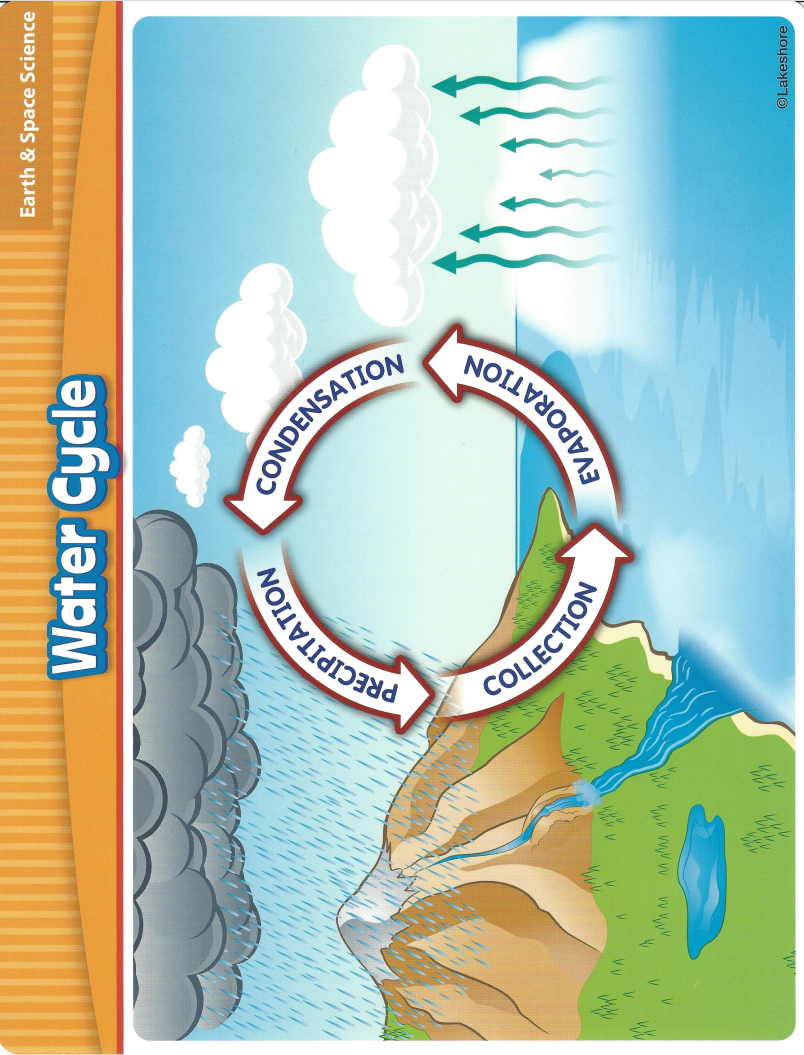 Earth & Space Science
Water Cycle
CONDENSATION
PRECIPITATION
COLLECTION
EVAPORATION
©Lakeshore